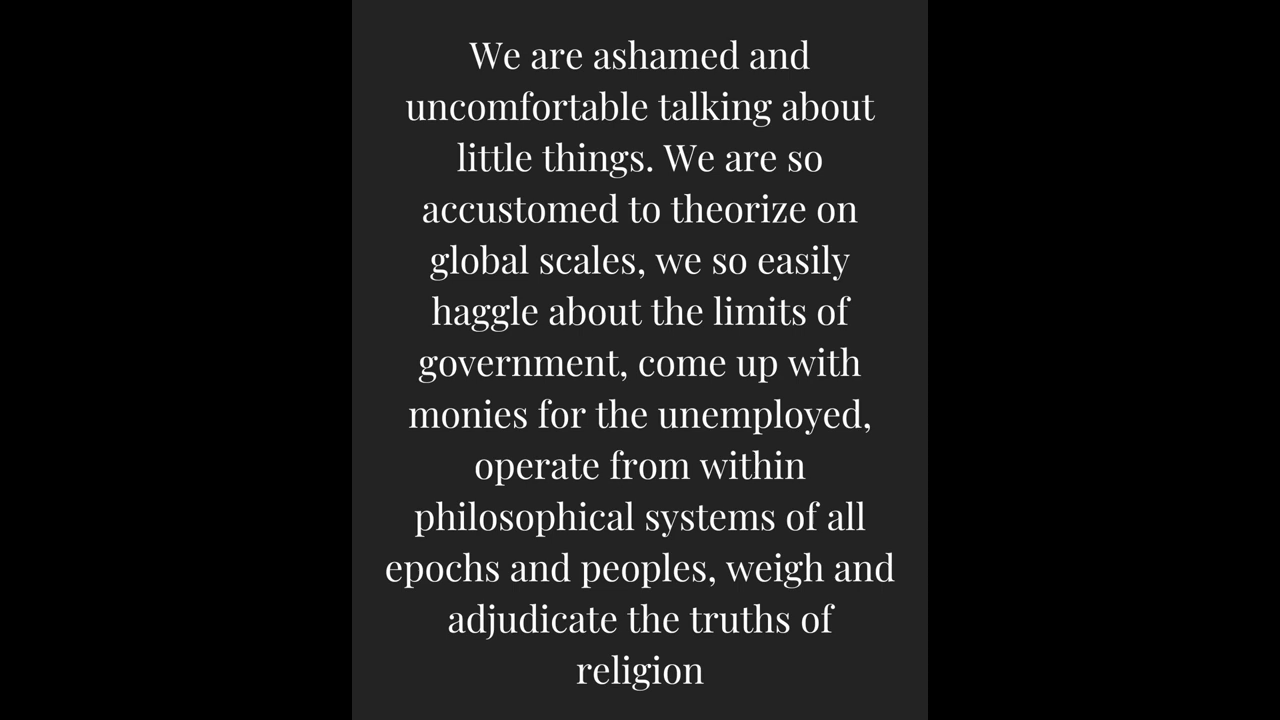 We are ashamed and
uncomfortable talking about
little things. We are so
accustomed to theorize on
global scales, we so easily
haggle about the limits of
government, come up with
monies for the unemployed,
operate from within
philosophical systems of all
epochs and peoples, weigh and
adjudicate the truths of
religion